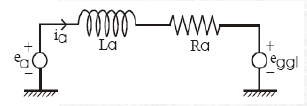 + ia La Ra +
ea eggl
- -